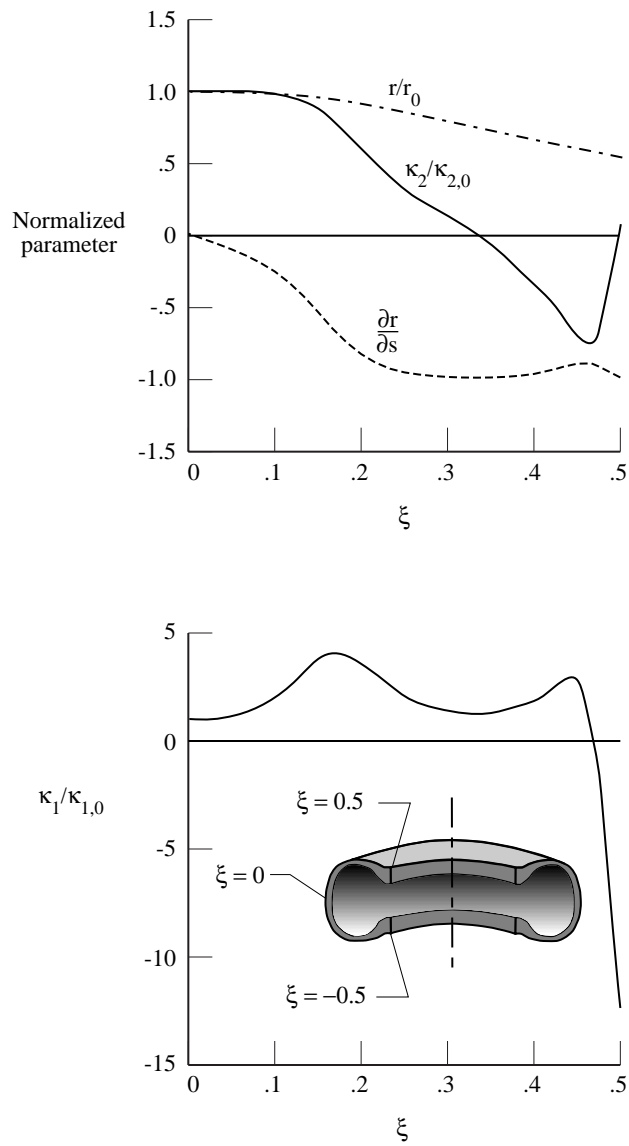 1.5
r/r0
1.0
.5
κ2/κ2,0
Normalized
parameter
0
-.5
∂r
∂s
-1.0
-1.5
0 .1 .2 .3 .4 .5
ξ
5
0
κ1/κ1,0
ξ = 0.5
-5
ξ = 0
-10
ξ = –0.5
-15
0 .1 .2 .3 .4 .5
ξ